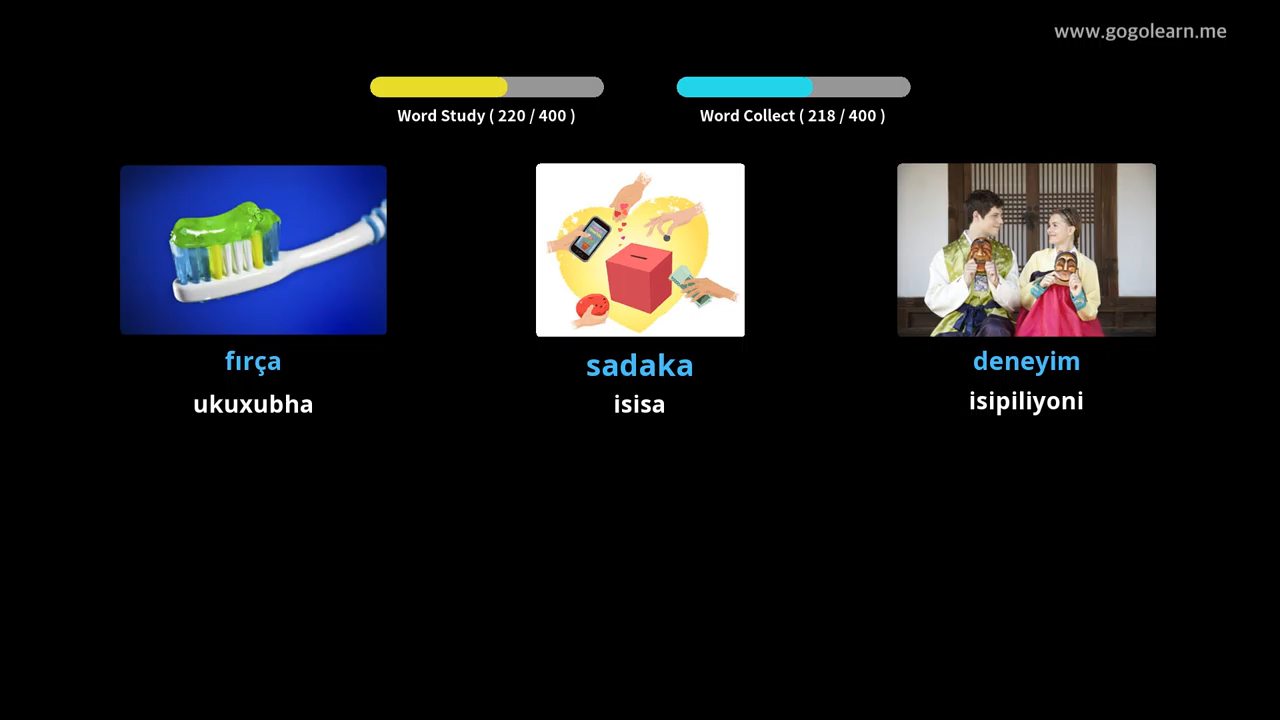 www.gogolearn.me
Word Study ( 220 / 400 )
Word Collect ( 218 / 400 )
fırça
sadaka
deneyim
ukuxubha
isisa
isipiliyoni